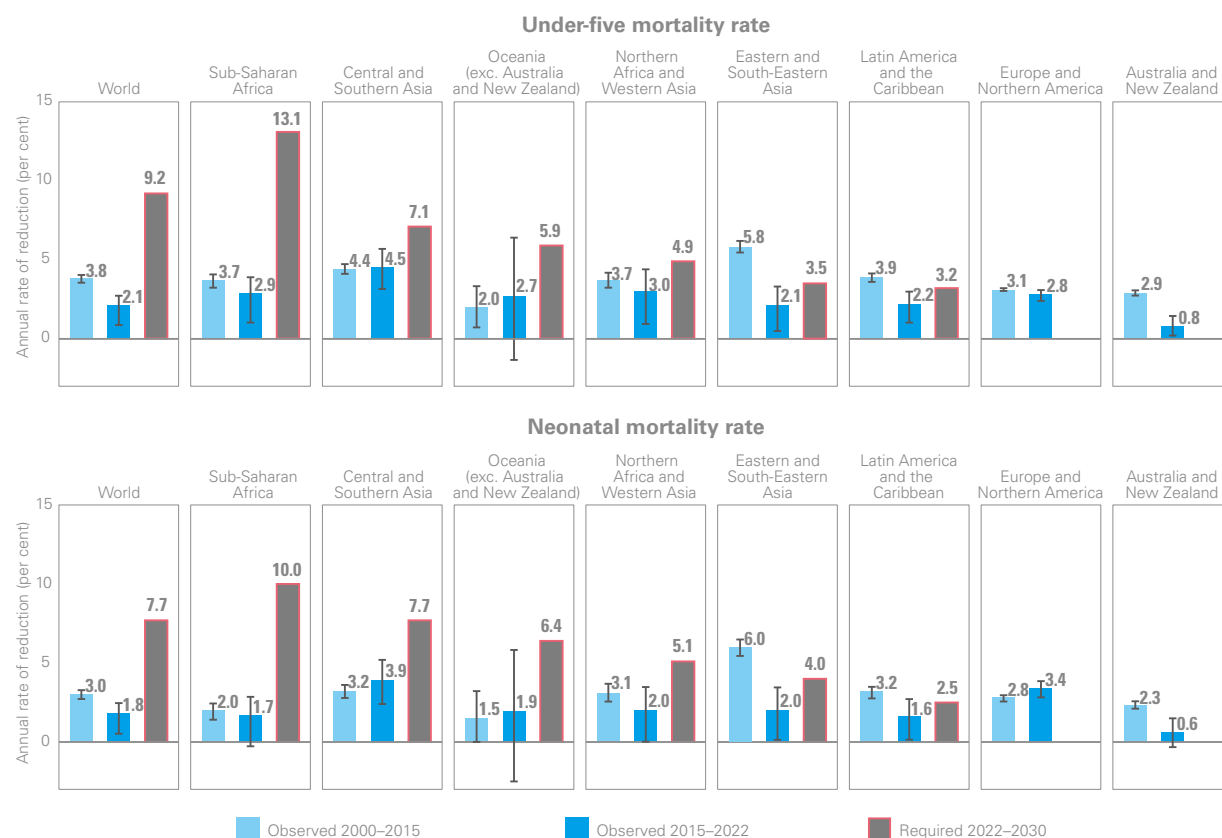 Under-five mortality rate
World
Sub-Saharan
Africa
Central and
Southern Asia
Oceania
(exc. Australia
and New Zealand)
Northern
Africa and
Western Asia
Eastern and
South-Eastern
Asia
Latin America
and the
Caribbean
Europe and
Northern America
Australia and
New Zealand
Annual rate of reduction (per cent)
15
10
5
0
3.8
2.1
9.2
3.7
2.9
13.1
4.4
4.5
7.1
2.0
2.7
5.9
3.7
3.0
4.9
5.8
2.1
3.5
3.9
2.2
3.2
3.1
2.8
2.9
0.8
Neonatal mortality rate
World
Sub-Saharan
Africa
Central and
Southern Asia
Oceania
(exc. Australia
and New Zealand)
Northern
Africa and
Western Asia
Eastern and
South-Eastern
Asia
Latin America
and the
Caribbean
Europe and
Northern America
Australia and
New Zealand
Annual rate of reduction (per cent)
15
10
5
0
3.0
1.8
7.7
2.0
1.7
10.0
3.2
3.9
7.7
1.5
1.9
6.4
3.1
2.0
5.1
6.0
2.0
4.0
3.2
1.6
2.5
2.8
3.4
2.3
0.6
Observed 2000–2015
Observed 2015–2022
Required 2022–2030